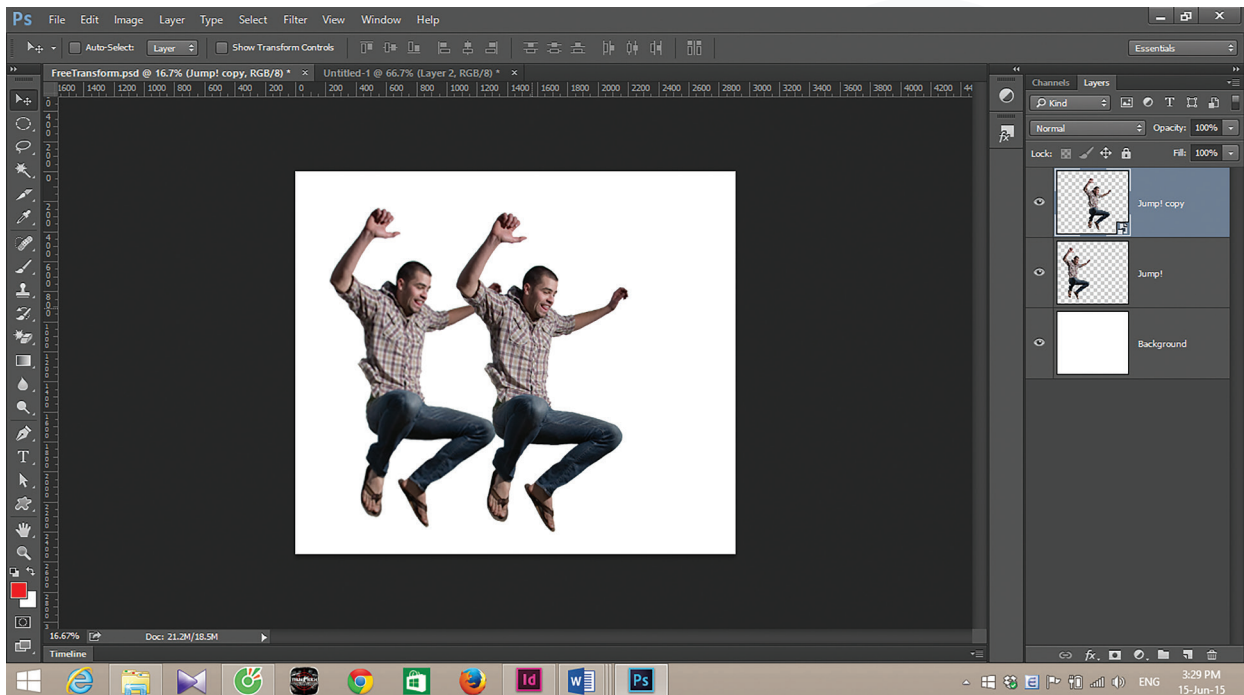 Ps File Edit Image Layer Type Select Filter View Window Help
Auto-Select: Layer Show Transform Controls Essentials
FreeTransform.psd @ 16.7% (Jump! copy, RGB/8) * × Untitled-1 @ 66.7% (Layer 2, RGB/8) * ×
1600 1400 1200 1000 800 600 400 200 0 200 400 600 800 1000 1200 1400 1600 1800 2000 2200 2400 2600 2800 3000 3200 3400 3600 3800 4000 4200 44
Channels Layers
Kind
Normal Opacity: 100%
Lock: Fill: 100%
Jump! copy
Jump!
Background
16.67% Doc: 21.2M/18.5M
Timeline
fx
Id W Ps
ENG 3:29 PM
15-Jun-15